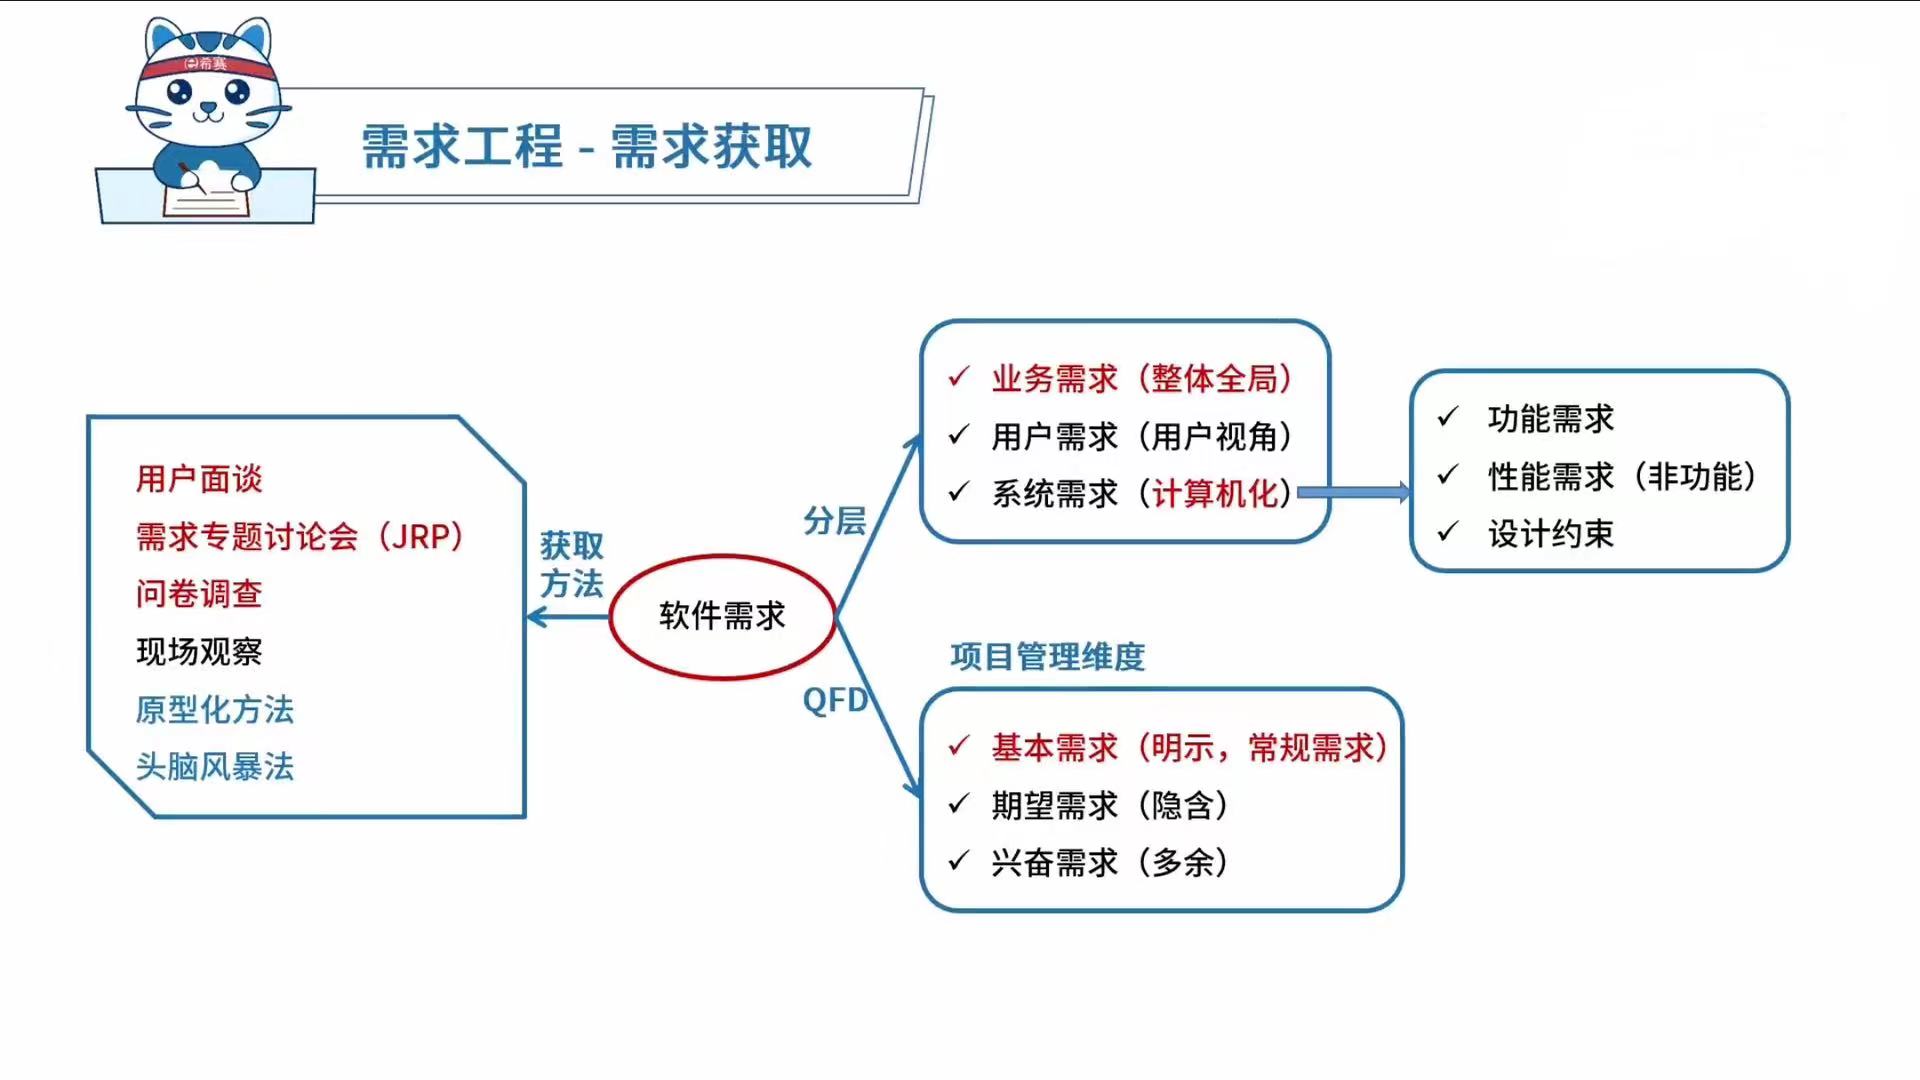 希赛
需求工程 - 需求获取
用户面谈
需求专题讨论会（JRP）
问卷调查
现场观察
原型化方法
头脑风暴法
获取
方法
软件需求
分层
QFD
✓ 业务需求（整体全局）
✓ 用户需求（用户视角）
✓ 系统需求（计算机化）
✓ 功能需求
✓ 性能需求（非功能）
✓ 设计约束
项目管理维度
✓ 基本需求（明示，常规需求）
✓ 期望需求（隐含）
✓ 兴奋需求（多余）